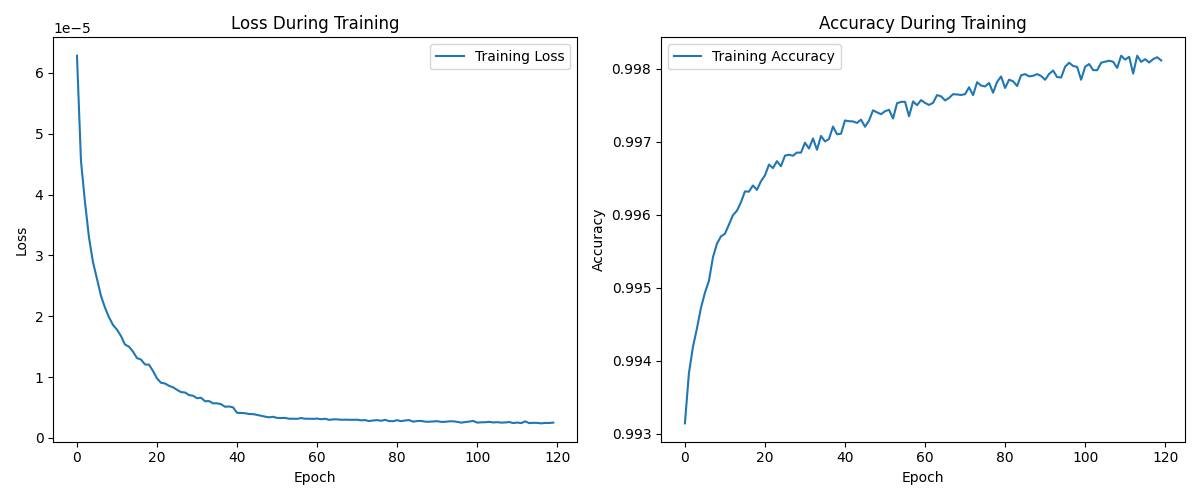 Loss During Training
1e−5
Training Loss
6
5
4
3
2
1
0
Loss
0 20 40 60 80 100 120
Epoch
Accuracy During Training
Training Accuracy
0.998
0.997
0.996
0.995
0.994
0.993
Accuracy
0 20 40 60 80 100 120
Epoch